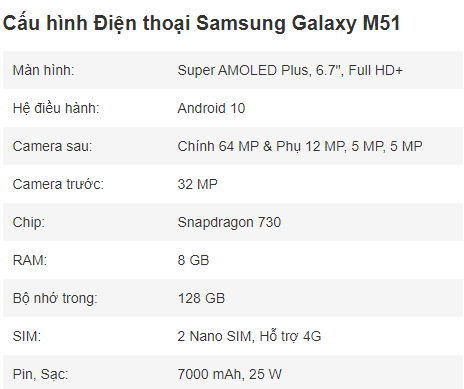 Cấu hình Điện thoại Samsung Galaxy M51
Màn hình: Super AMOLED Plus, 6.7", Full HD+
Hệ điều hành: Android 10
Camera sau: Chính 64 MP & Phụ 12 MP, 5 MP, 5 MP
Camera trước: 32 MP
Chip: Snapdragon 730
RAM: 8 GB
Bộ nhớ trong: 128 GB
SIM: 2 Nano SIM, Hỗ trợ 4G
Pin, Sạc: 7000 mAh, 25 W